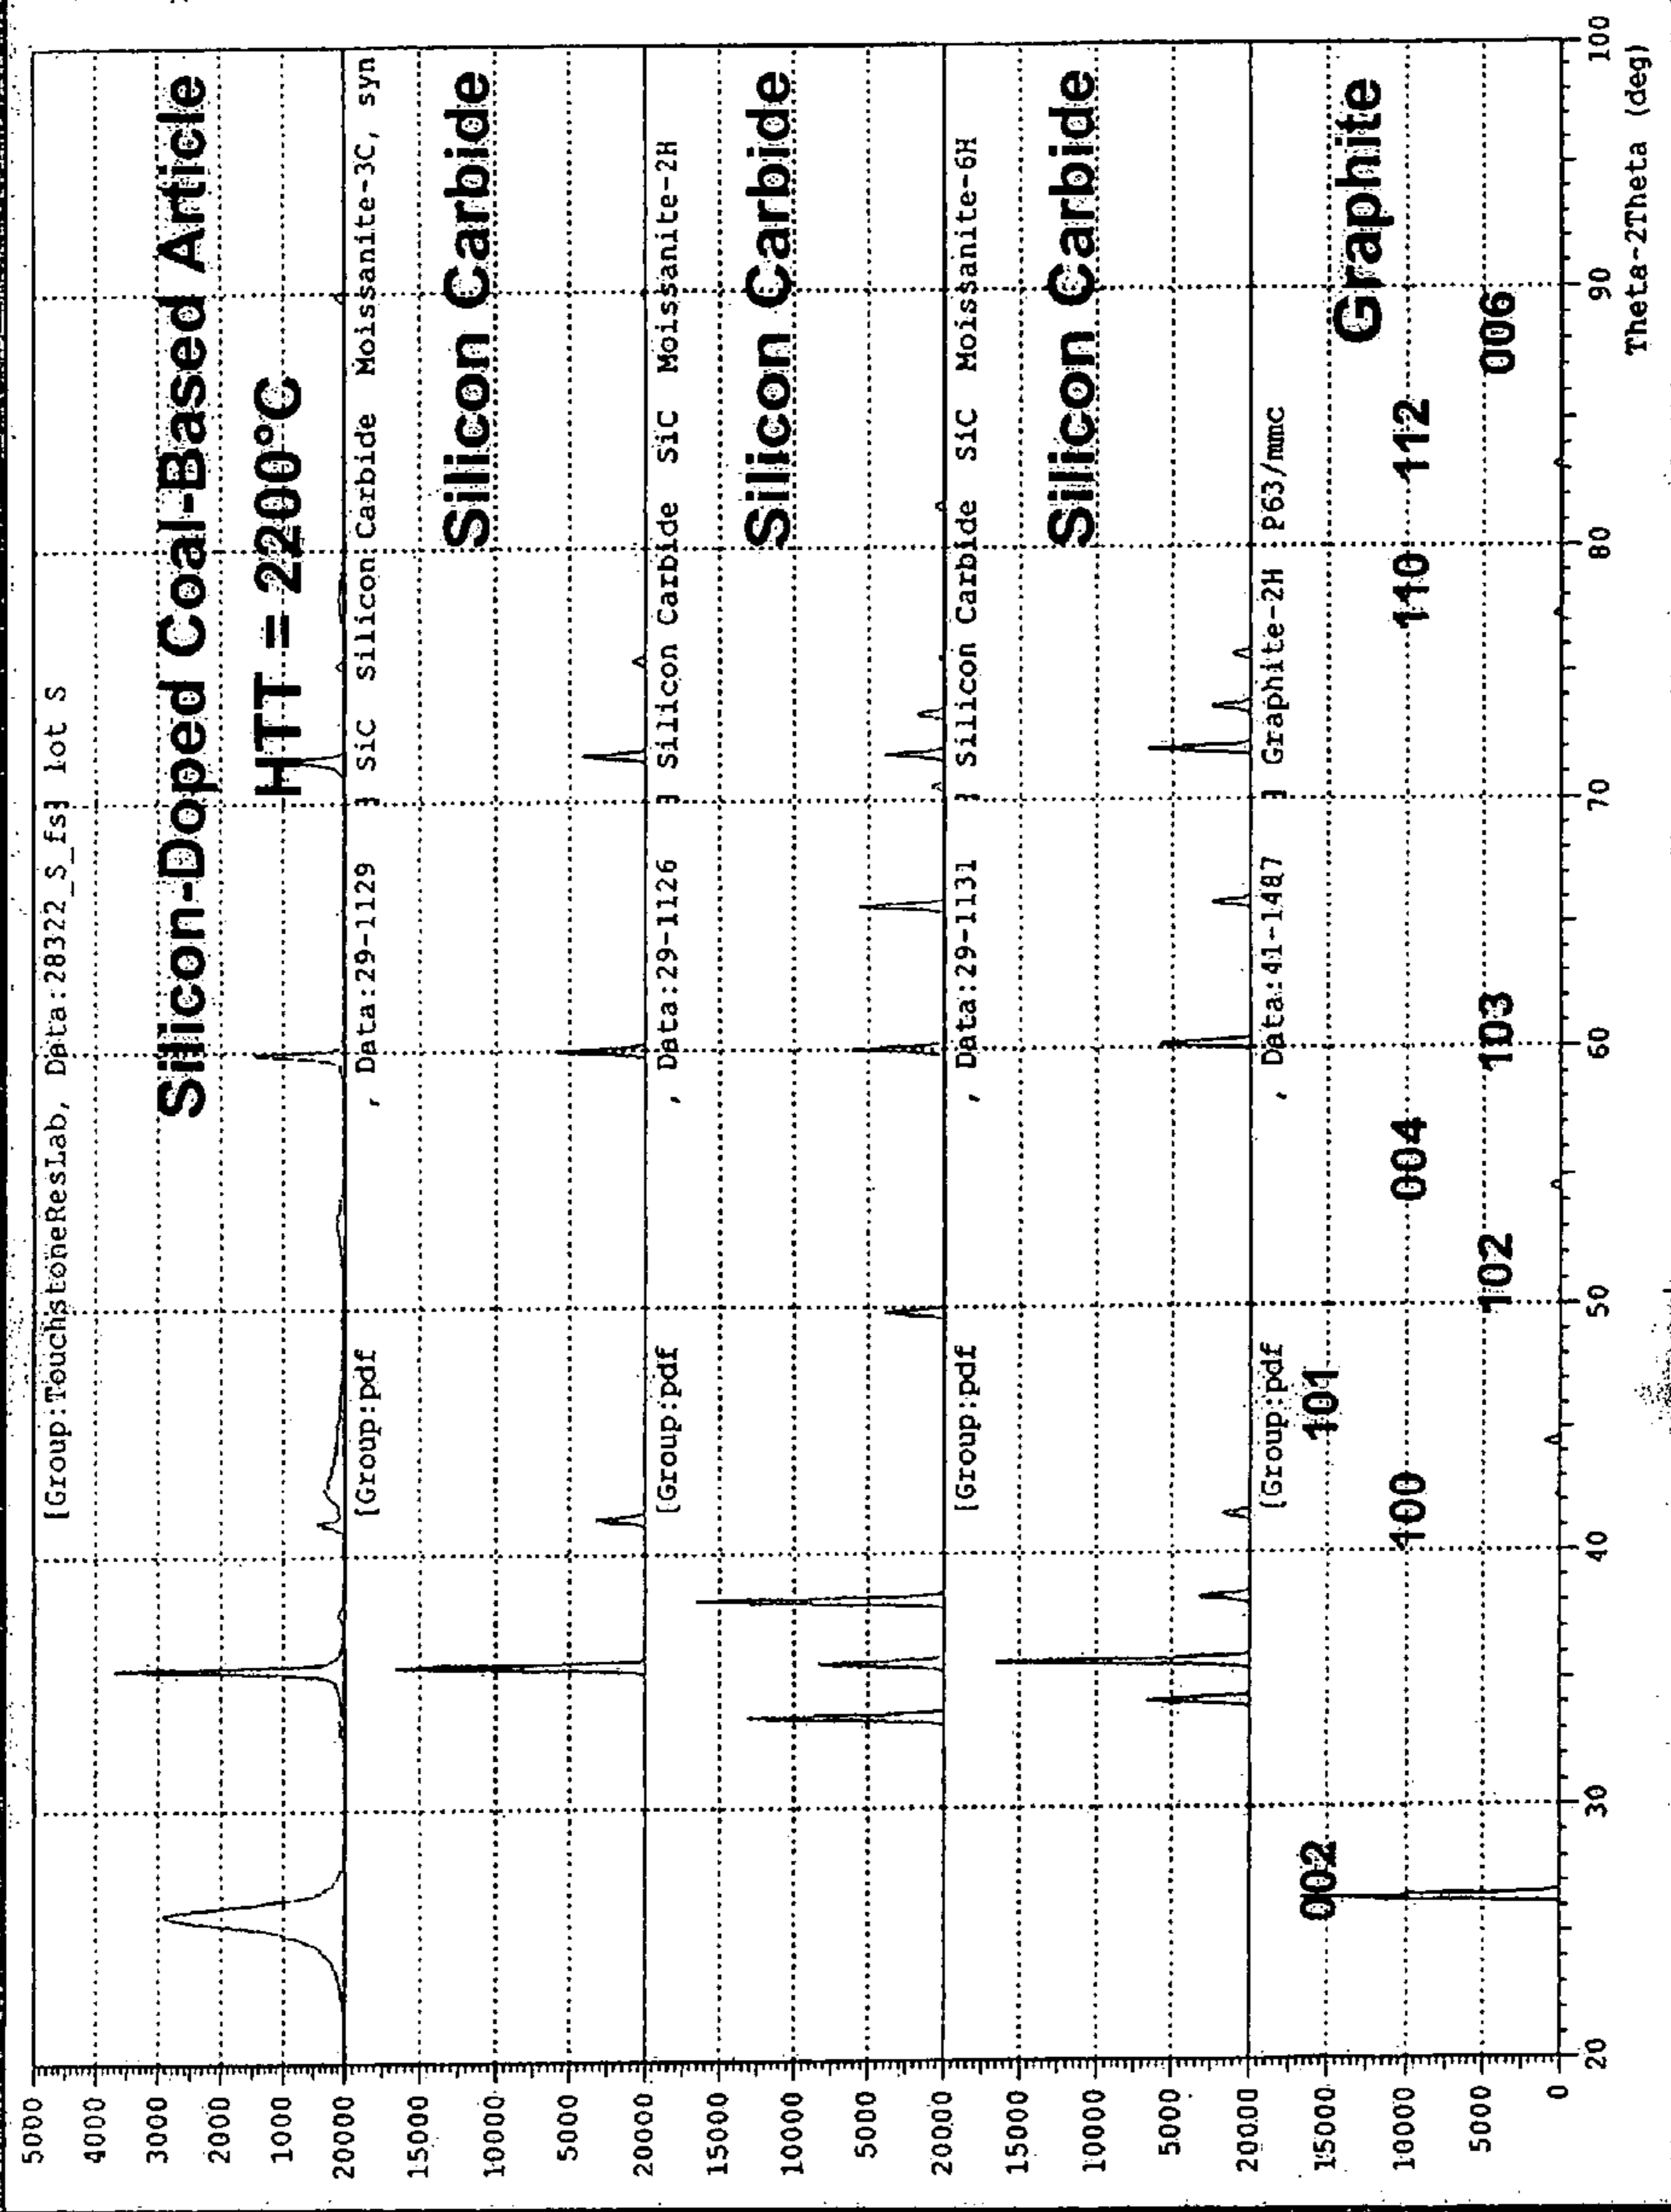 [Group:TouchstoneResLab, Data:28322_S_fs] lot S
Silicon-Doped Coal-Based Article
HTT = 2200°C
5000
4000
3000
2000
1000
[Group:pdf , Data:29-1129 ] SiC Silicon Carbide Moissanite-3C, syn
Silicon Carbide
20000
15000
10000
5000
[Group:pdf , Data:29-1126 ] Silicon Carbide SiC Moissanite-2H
Silicon Carbide
20000
15000
10000
5000
[Group:pdf , Data:29-1131 ] Silicon Carbide SiC Moissanite-6H
Silicon Carbide
20000
15000
10000
5000
[Group:pdf , Data:41-1487 ] Graphite-2H P63/mmc
Graphite
20000
15000
10000
5000
0
002 101
100 004 110 112
102 103 006
20 30 40 50 60 70 80 90 100
Theta-2Theta (deg)